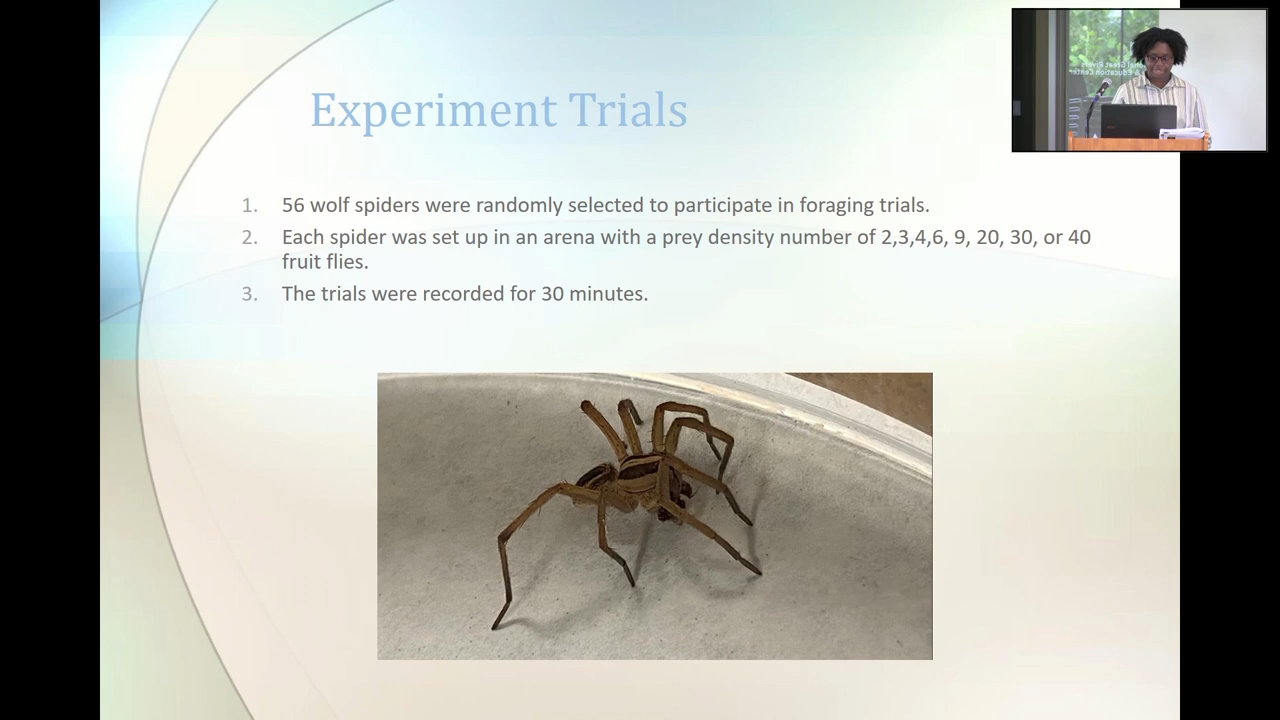 Experiment Trials
1. 56 wolf spiders were randomly selected to participate in foraging trials.
2. Each spider was set up in an arena with a prey density number of 2,3,4,6, 9, 20, 30, or 40
fruit flies.
3. The trials were recorded for 30 minutes.
& Education Center